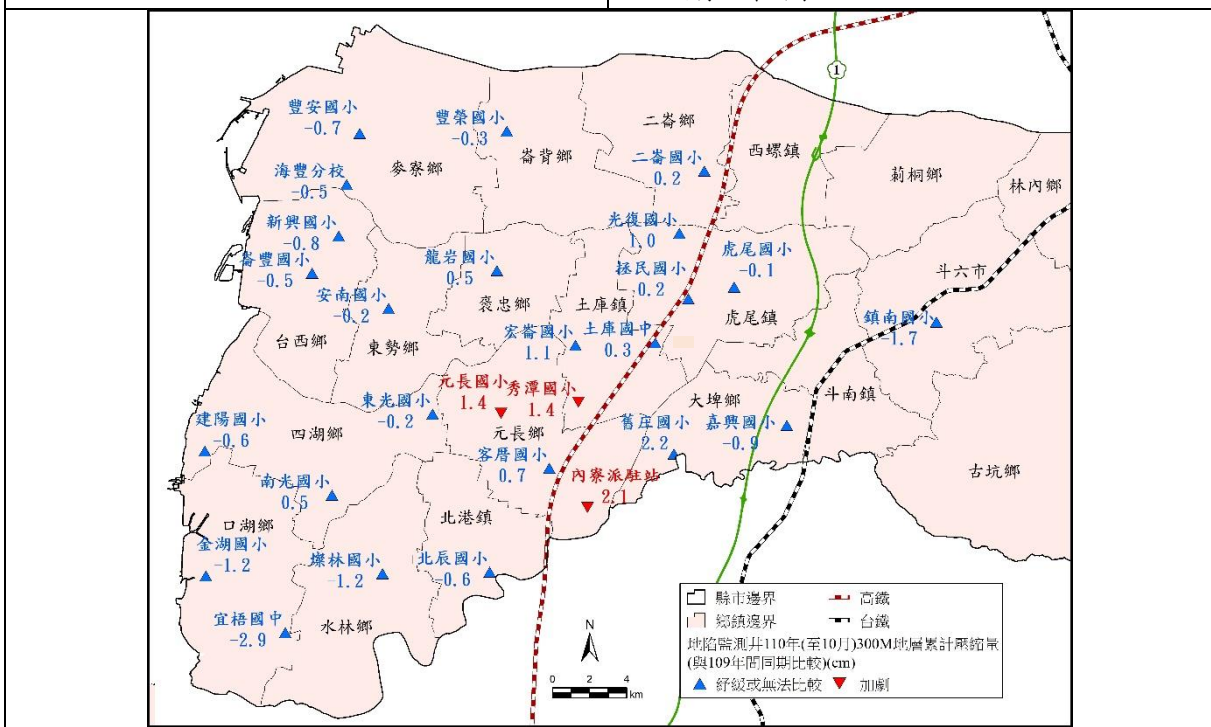 1
豐安國小
-0.7
豐榮國小
-0.3
二崙鄉
崙背鄉
二崙國小
0.2
西螺鎮
莿桐鄉
林內鄉
海豐分校
-0.5
麥寮鄉
新興國小
-0.8
光復國小
1.0
崙豐國小
-0.5
龍岩國小
0.5
拯民國小
0.2
虎尾國小
-0.1
斗六市
安南國小
-0.2
褒忠鄉
土庫鎮
虎尾鎮
鎮南國小
-1.7
台西鄉
東勢鄉
宏崙國小
1.1
土庫國中
0.3
元長國小
1.4
秀潭國小
1.4
大埤鄉
斗南鎮
東光國小
-0.2
建陽國小
-0.6
四湖鄉
元長鄉
舊庄國小
2.2
嘉興國小
-0.9
客厝國小
0.7
古坑鄉
南光國小
0.5
內寮派駐站
2.1
口湖鄉
北港鎮
金湖國小
-1.2
燦林國小
-1.2
北辰國小
-0.6
宜梧國中
-2.9
水林鄉
N
0 2 4
km
縣市邊界
高鐵
鄉鎮邊界
台鐵
地陷監測井110年(至10月)300M地層累計壓縮量
(與109年間同期比較)(cm)
紓緩或無法比較
加劇